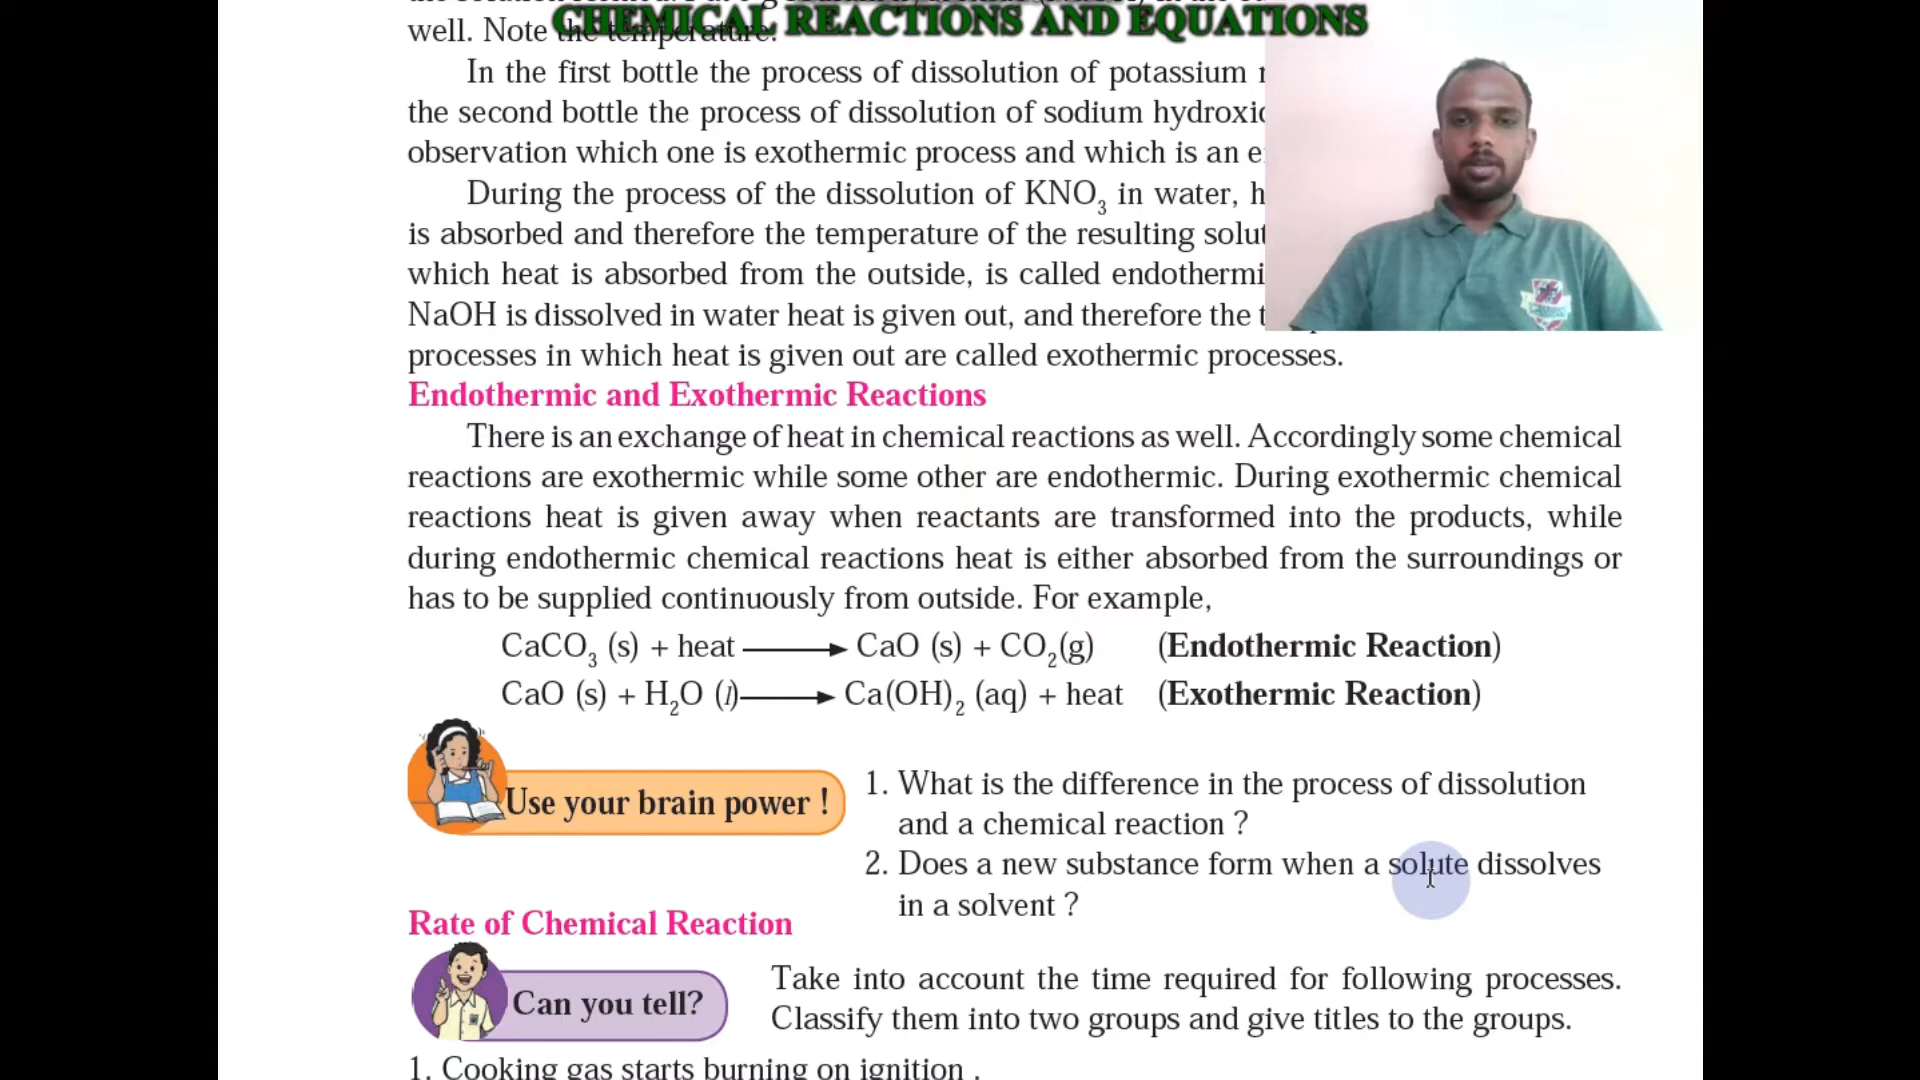 CHEMICAL REACTIONS AND EQUATIONS
well. Note the temperature.
In the first bottle the process of dissolution of potassium
the second bottle the process of dissolution of sodium
observation which one is exothermic process and which is an
During the process of the dissolution of KNO₃ in water,
is absorbed and therefore the temperature of the resulting
which heat is absorbed from the outside, is called
NaOH is dissolved in water heat is given out, and therefore the
processes in which heat is given out are called exothermic processes.
Endothermic and Exothermic Reactions
There is an exchange of heat in chemical reactions as well. Accordingly some chemical
reactions are exothermic while some other are endothermic. During exothermic chemical
reactions heat is given away when reactants are transformed into the products, while
during endothermic chemical reactions heat is either absorbed from the surroundings or
has to be supplied continuously from outside. For example,
CaCO₃ (s) + heat ⟶ CaO (s) + CO₂(g) (Endothermic Reaction)
CaO (s) + H₂O (l) ⟶ Ca(OH)₂ (aq) + heat (Exothermic Reaction)
Use your brain power !
1. What is the difference in the process of dissolution
and a chemical reaction ?
2. Does a new substance form when a solute dissolves
in a solvent ?
Rate of Chemical Reaction
Can you tell?
Take into account the time required for following processes.
Classify them into two groups and give titles to the groups.
1. Cooking gas starts burning on ignition .